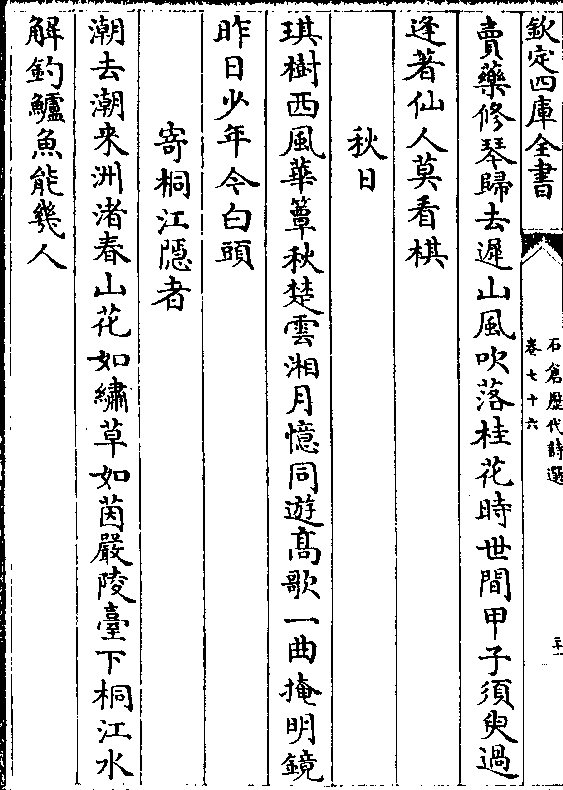 欽定四庫全書
石倉歴代詩選
卷七十六
賣藥修琴歸去遲山風吹落桂花時世間甲子須臾過
逢著仙人莫看棋
秋日
琪樹西風葦簟秋楚雲湘月憶同遊髙歌一曲掩明鏡
昨日少年今白頭
寄桐江隱者
潮去潮來洲渚春山花如繡草如茵嚴陵臺下桐江水
解釣鱸魚能幾人